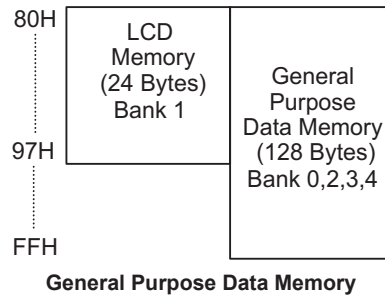 80H
97H
FFH
LCD
Memory
(24 Bytes)
Bank 1
General
Purpose
Data Memory
(128 Bytes)
Bank 0,2,3,4
General Purpose Data Memory